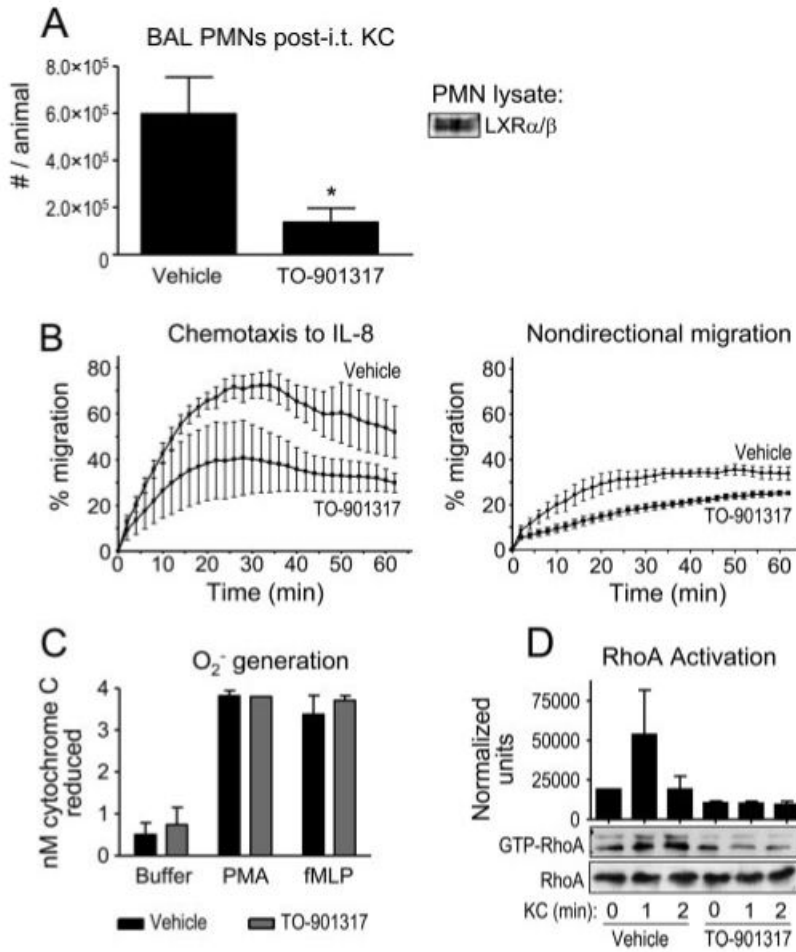 A
BAL PMNs post-i.t. KC
# / animal
8.0×10⁵
6.0×10⁵
4.0×10⁵
2.0×10⁵
0
Vehicle
TO-901317
*
PMN lysate:
LXRα/β
B
Chemotaxis to IL-8
% migration
80
60
40
20
0
0 10 20 30 40 50 60
Time (min)
Vehicle
TO-901317
Nondirectional migration
% migration
80
60
40
20
0
0 10 20 30 40 50 60
Time (min)
Vehicle
TO-901317
C
O₂⁻ generation
nM cytochrome C
reduced
4
3
2
1
0
Buffer PMA fMLP
Vehicle TO-901317
D
RhoA Activation
Normalized
units
75000
50000
25000
0
GTP-RhoA
RhoA
KC (min): 0 1 2 0 1 2
Vehicle TO-901317